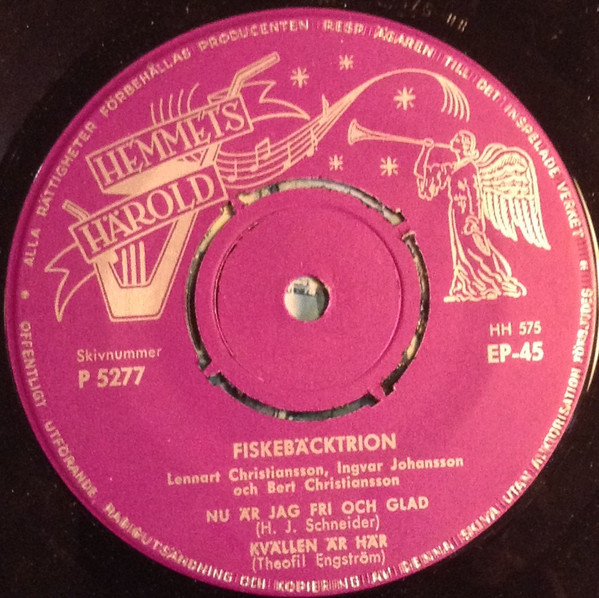 • ALLA RÄTTIGHETER FÖRBEHÅLLAS PRODUCENTEN RESP. ÄGAREN TILL DET INSPELADE VERKET •
OFFENTLIGT UTFÖRANDE, RADIOUTSÄNDNING OCH KOPIERING AV DENNA SKIVA UTAN AUKTORISATION FÖRBJUDES
HEMMETS
HÄROLD
Skivnummer
P 5277
HH 575
EP-45
FISKEBÄCKTRION
Lennart Christiansson, Ingvar Johansson
och Bert Christiansson
NU ÄR JAG FRI OCH GLAD
(H. J. Schneider)
KVÄLLEN ÄR HÄR
(Theofil Engström)